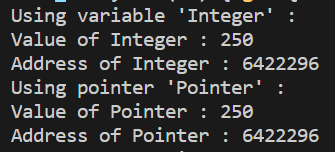 Using variable 'Integer' :
Value of Integer : 250
Address of Integer : 6422296
Using pointer 'Pointer' :
Value of Pointer : 250
Address of Pointer : 6422296